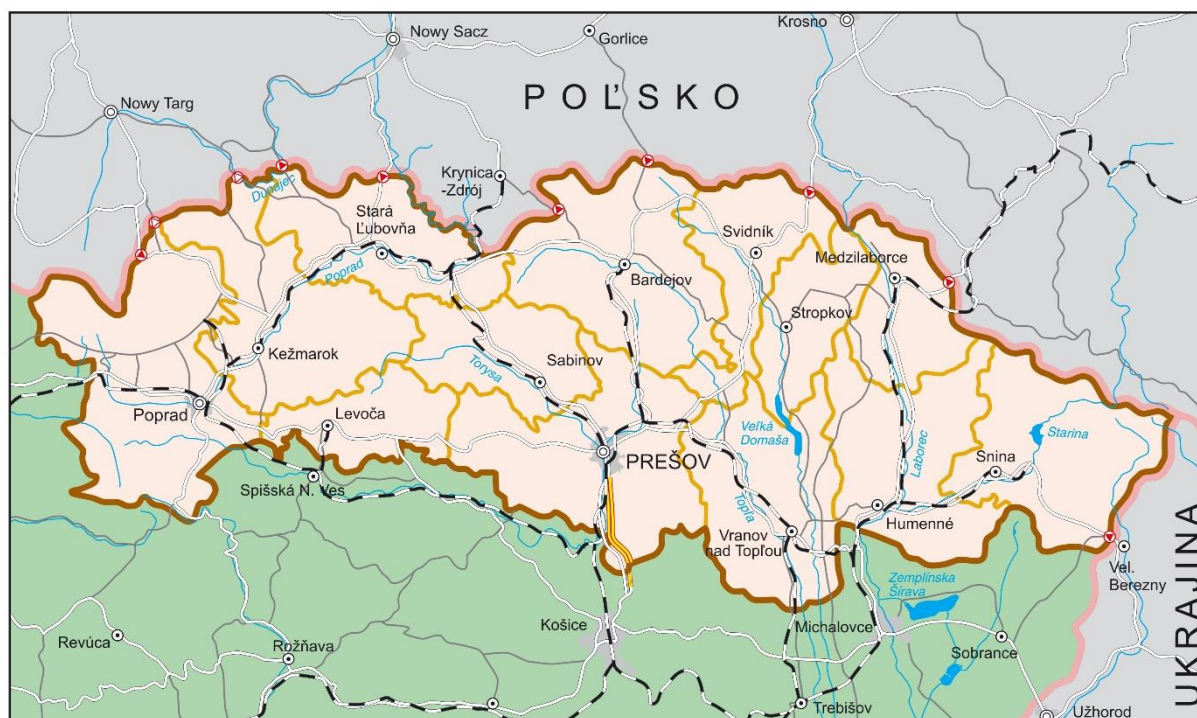 Krosno
Nowy Sacz
Gorlice
POĽSKO
Nowy Targ
Krynica
-Zdrój
Dunajec
Stará
Ľubovňa
Svidník
Medzilaborce
Poprad
Bardejov
Stropkov
Kežmarok
Sabinov
Torysa
Poprad
Levoča
Veľká
Domaša
Laborec
Starina
Snina
PREŠOV
Spišská N. Ves
Topľa
Humenné
Vranov
nad Topľou
Vel.
Berezny
Zemplínska
Šírava
Košice
Michalovce
Revúca
Rožňava
Sobrance
Trebišov
Užhorod
UKRAJINA